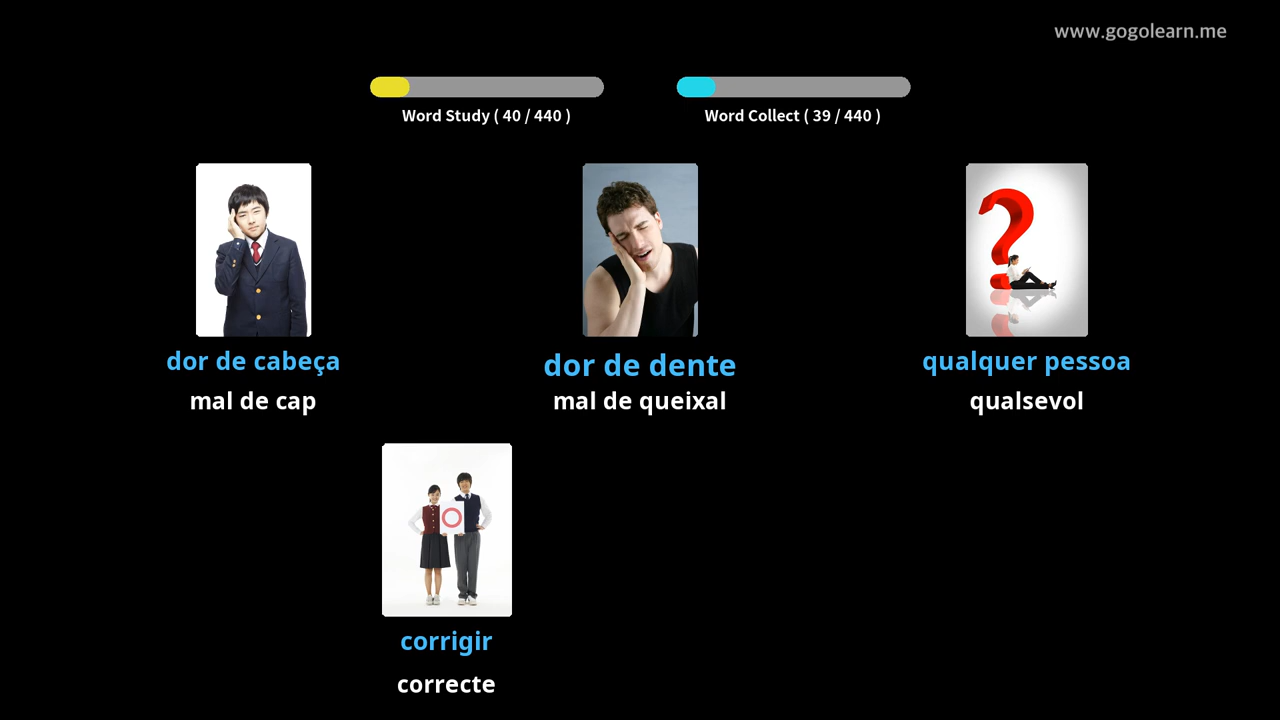 www.gogolearn.me
Word Study ( 40 / 440 )
Word Collect ( 39 / 440 )
dor de cabeça
mal de cap
dor de dente
mal de queixal
qualquer pessoa
qualsevol
corrigir
correcte